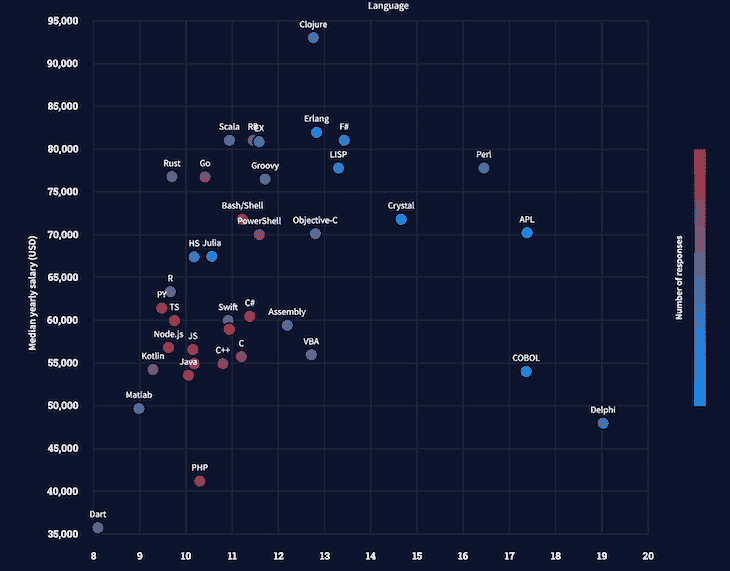 Language
95,000
Clojure
90,000
85,000
Erlang
Scala
F#
80,000
LISP
Perl
Rust
Go
Groovy
75,000
Bash/Shell
Crystal
PowerShell
Objective-C
APL
70,000
HS
Julia
65,000
R
PY
TS
Swift
C#
Assembly
60,000
Node.js
JS
C++
C
VBA
55,000
Kotlin
Java
COBOL
Matlab
50,000
Delphi
45,000
PHP
40,000
Dart
35,000
8 9 10 11 12 13 14 15 16 17 18 19 20
Median yearly salary (USD)
Number of responses